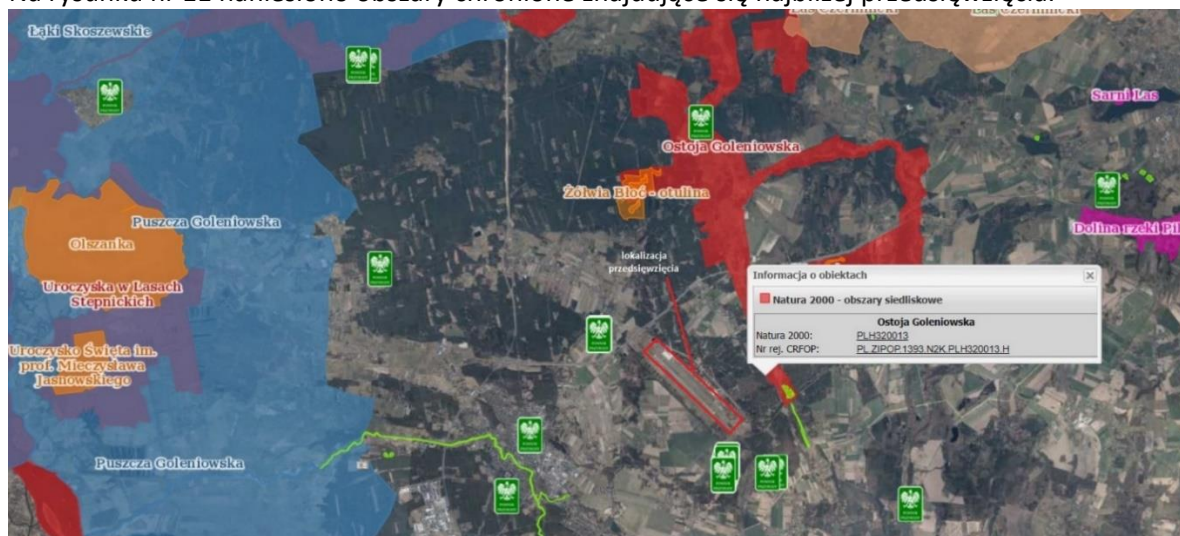 Łąki Skoszewskie
Ostoja Goleniowska
Sarni Las
Żółwia Błoć - otulina
Puszcza Goleniowska
Olszanka
Uroczyska w Lasach
Stepnickich
lokalizacja
przedsięwzięcia
Informacja o obiektach
Natura 2000 - obszary siedliskowe
Ostoja Goleniowska
Natura 2000: PLH320013
Nr rej. CRFOP: PL.ZIPOP.1393.N2K.PLH320013.H
Dolina rzeki Pil
Uroczysko Święta im.
prof. Mieczysława
Jasnowskiego
Puszcza Goleniowska